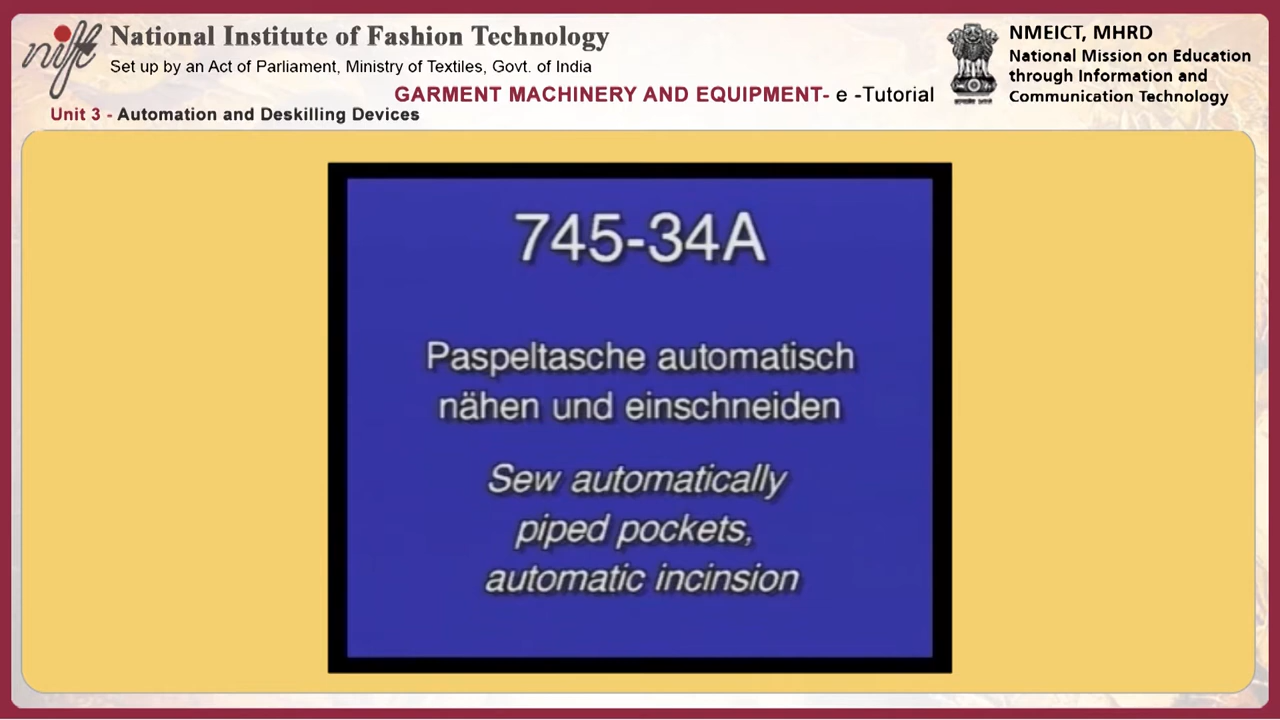 nift
National Institute of Fashion Technology
Set up by an Act of Parliament, Ministry of Textiles, Govt. of India
GARMENT MACHINERY AND EQUIPMENT- e -Tutorial
Unit 3 - Automation and Deskilling Devices
NMEICT, MHRD
National Mission on Education
through Information and
Communication Technology
745-34A
Paspeltasche automatisch
nähen und einschneiden
Sew automatically
piped pockets,
automatic incinsion